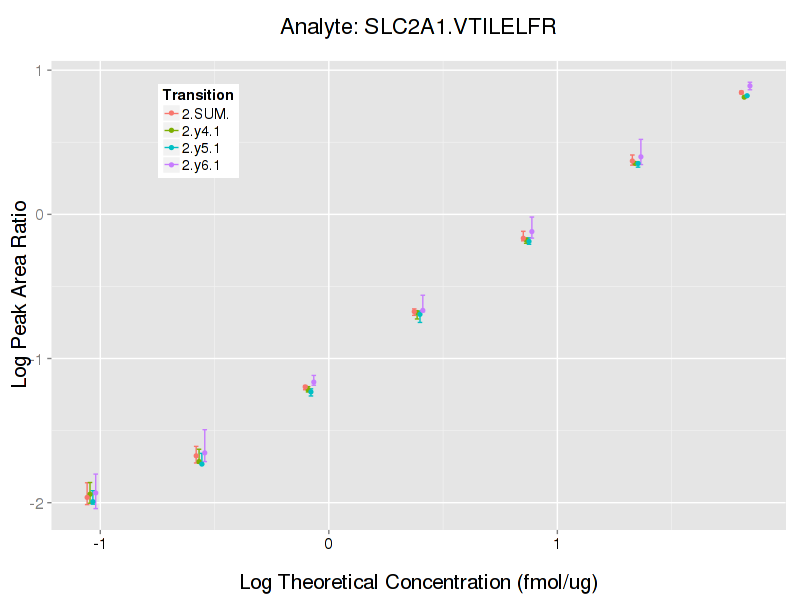 Analyte: SLC2A1.VTILELFR
Log Peak Area Ratio
1
0
-1
-2
Transition
2.SUM.
2.y4.1
2.y5.1
2.y6.1
-1
0
1
Log Theoretical Concentration (fmol/ug)